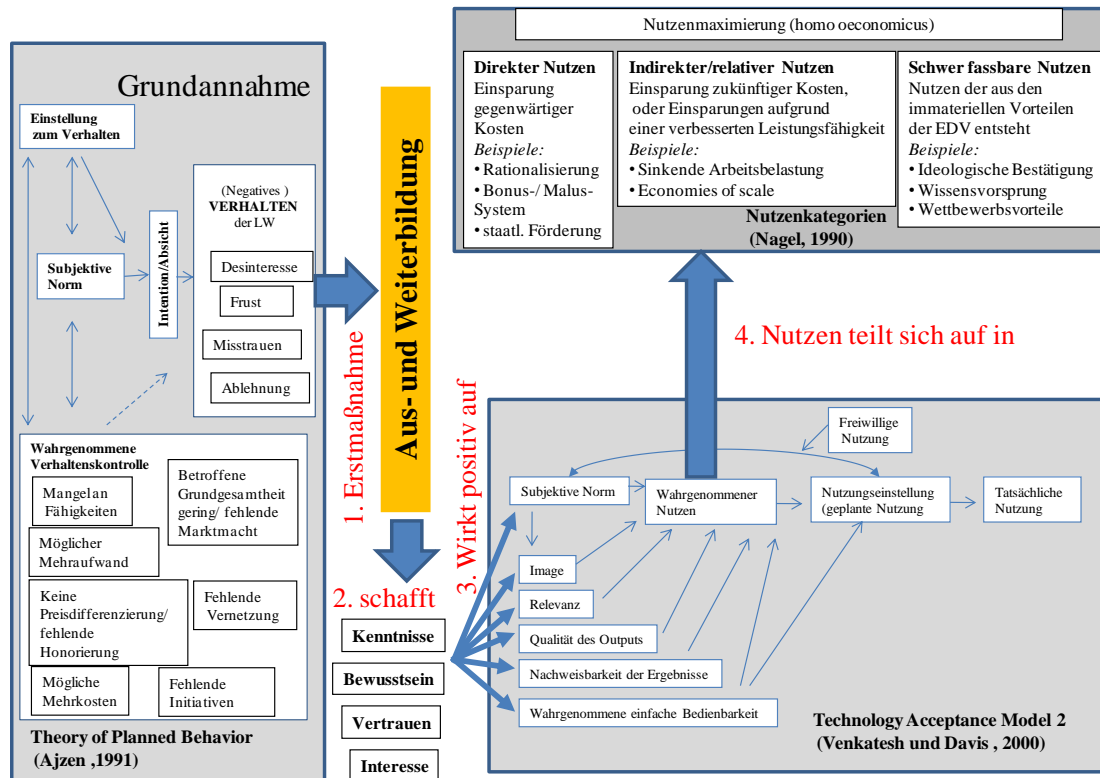 Grundannahme
Einstellung
zum Verhalten
Subjektive
Norm
Intention/Absicht
(Negatives )
VERHALTEN
der LW
Desinteresse
Frust
Misstrauen
Ablehnung
Wahrgenommene
Verhaltenskontrolle
Mangel an
Fähigkeiten
Betroffene
Grundgesamtheit
gering/ fehlende
Marktmacht
Möglicher
Mehraufwand
Keine
Preisdifferenzierung/
fehlende
Honorierung
Fehlende
Vernetzung
Mögliche
Mehrkosten
Fehlende
Initiativen
Theory of Planned Behavior
(Ajzen ,1991)
1. Erstmaßnahme
Aus- und Weiterbildung
2. schafft
Kenntnisse
Bewusstsein
Vertrauen
Interesse
3. Wirkt positiv auf
Nutzenmaximierung (homo oeconomicus)
Direkter Nutzen
Einsparung
gegenwärtiger
Kosten
Beispiele:
• Rationalisierung
• Bonus-/ Malus-
System
• staatl. Förderung
Indirekter/relativer Nutzen
Einsparung zukünftiger Kosten,
oder Einsparungen aufgrund
einer verbesserten Leistungsfähigkeit
Beispiele:
• Sinkende Arbeitsbelastung
• Economies of scale
Schwer fassbare Nutzen
Nutzen der aus den
immateriellen Vorteilen
der EDV entsteht
Beispiele:
• Ideologische Bestätigung
• Wissensvorsprung
• Wettbewerbsvorteile
Nutzenkategorien
(Nagel, 1990)
4. Nutzen teilt sich auf in
Freiwillige
Nutzung
Subjektive Norm
Wahrgenommener
Nutzen
Nutzungseinstellung
(geplante Nutzung)
Tatsächliche
Nutzung
Image
Relevanz
Qualität des Outputs
Nachweisbarkeit der Ergebnisse
Wahrgenommene einfache Bedienbarkeit
Technology Acceptance Model 2
(Venkatesh und Davis , 2000)